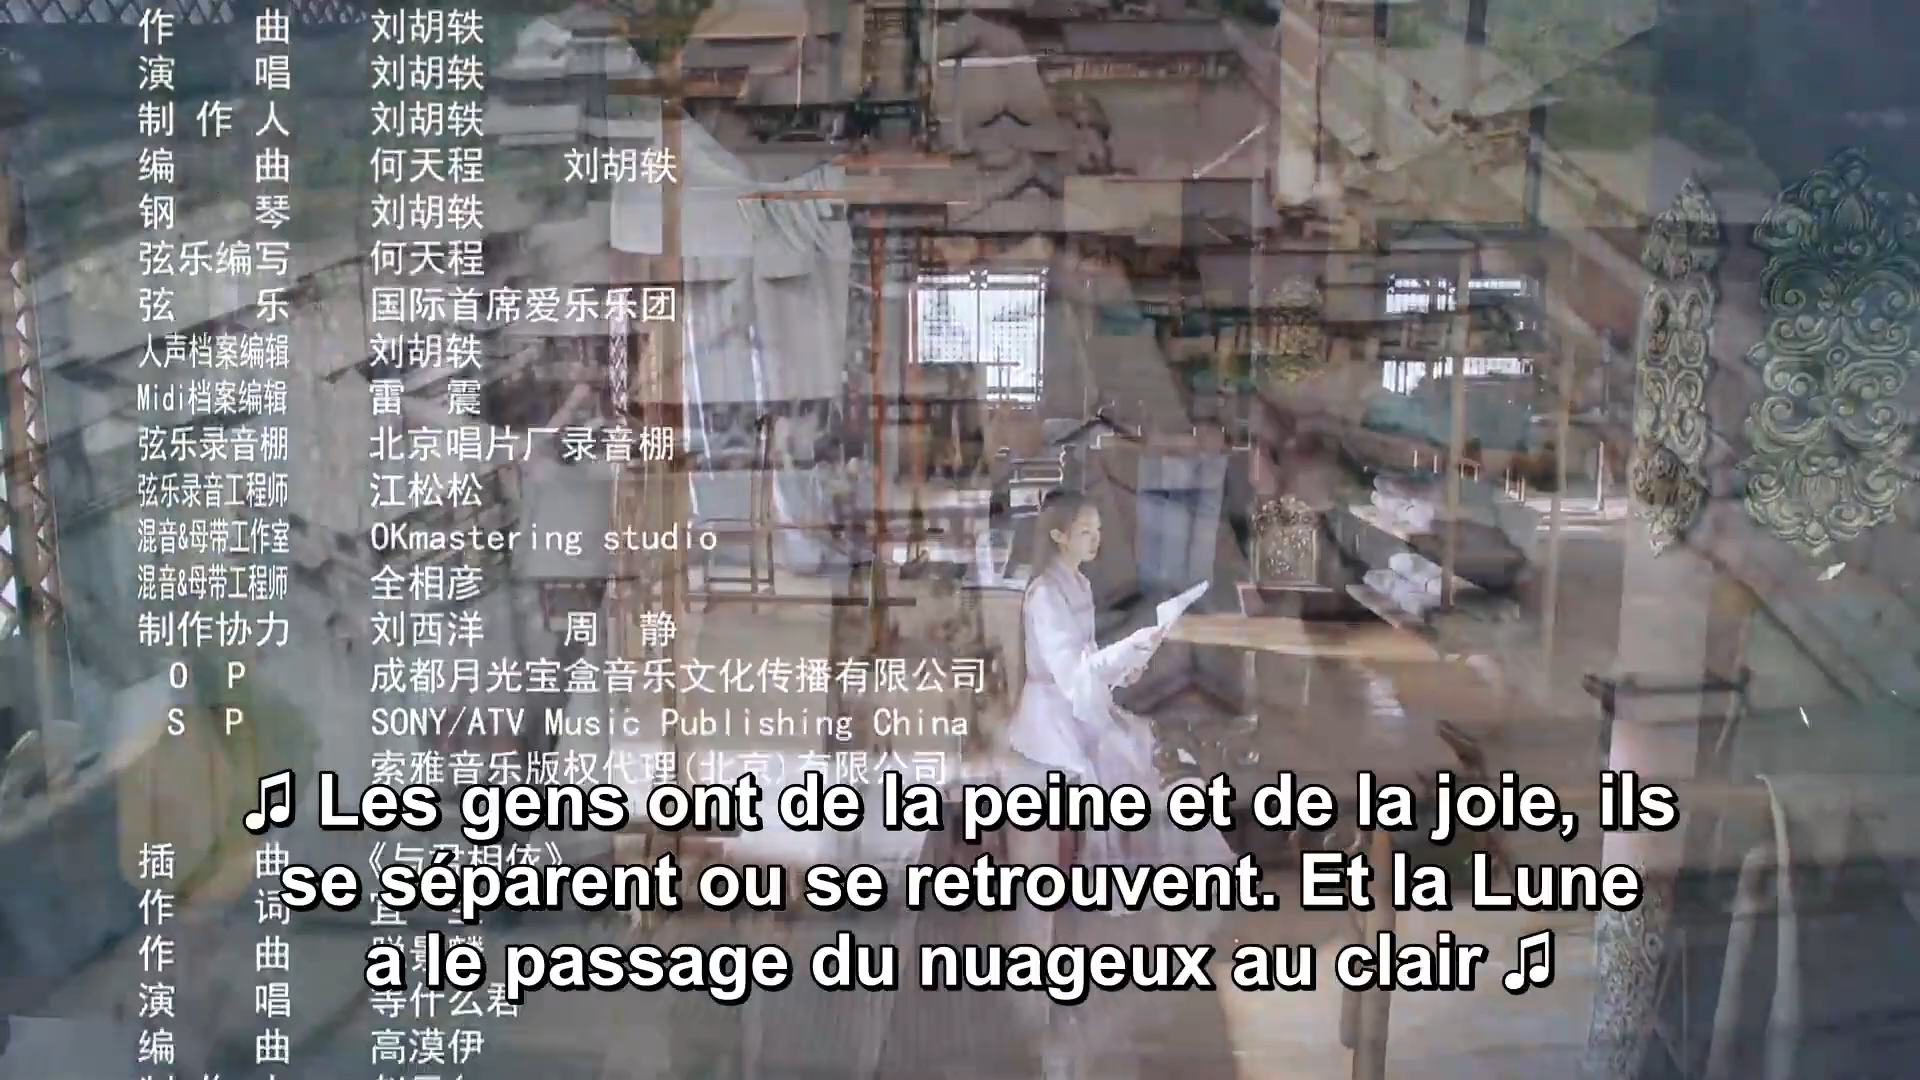 作 曲 刘胡轶
演 唱 刘胡轶
制 作 人 刘胡轶
编 曲 何天程 刘胡轶
钢 琴 刘胡轶
弦乐编写 何天程
弦 乐 国际首席爱乐乐团
人声档案编辑 刘胡轶
Midi档案编辑 雷 震
弦乐录音棚 北京唱片厂录音棚
弦乐录音工程师 江松松
混音&母带工作室 OKmastering studio
混音&母带工程师 全相彦
制作协力 刘西洋 周 静
O P 成都月光宝盒音乐文化传播有限公司
S P SONY/ATV Music Publishing China
索雅音乐版权代理(北京)有限公司
♫ Les gens ont de la peine et de la joie, ils
se séparent ou se retrouvent. Et la Lune
a le passage du nuageux au clair ♫
插 曲 《与君相依》
作 词
作 曲
演 唱 等什么君
编 曲 高漠伊